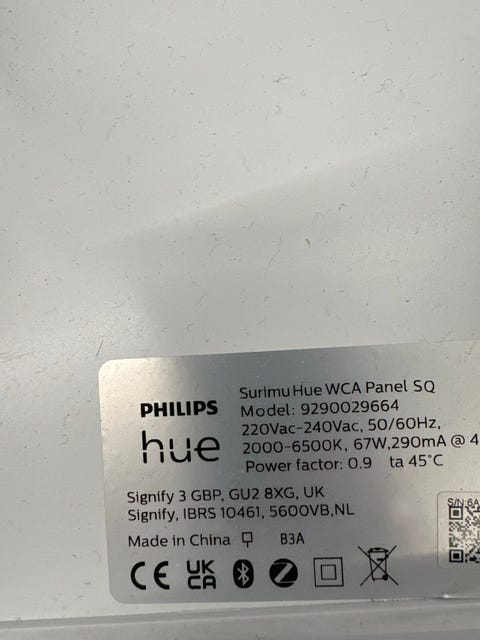 PHILIPS
hue
Surimu Hue WCA Panel SQ
Model: 9290029664
220Vac-240Vac, 50/60Hz,
2000-6500K, 67W,290mA @ 4
Power factor: 0.9 ta 45°C
Signify 3 GBP, GU2 8XG, UK
Signify, IBRS 10461, 5600VB,NL
Made in China B3A
CE UK CA
S/N:6A